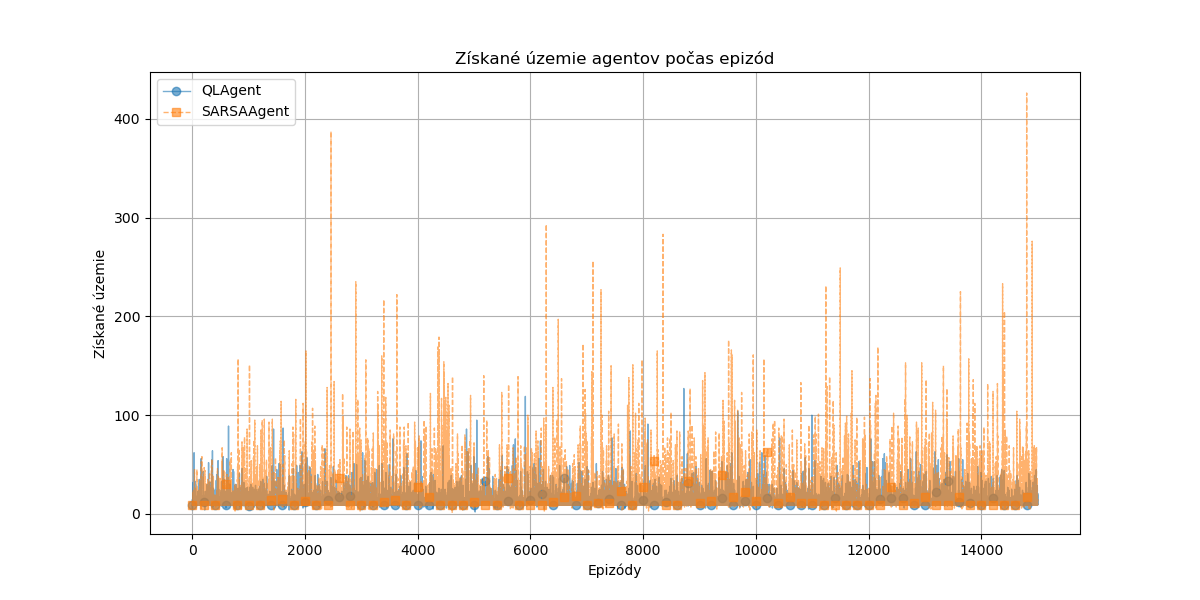 Získané územie agentov počas epizód
QLAgent
SARSAAgent
Získané územie
400
300
200
100
0
0 2000 4000 6000 8000 10000 12000 14000
Epizódy